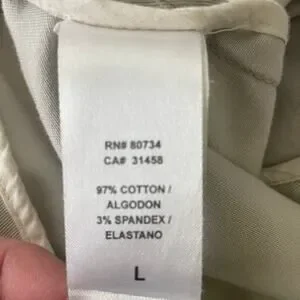 RN# 80734
CA# 31458
97% COTTON /
ALGODON
3% SPANDEX /
ELASTANO
L